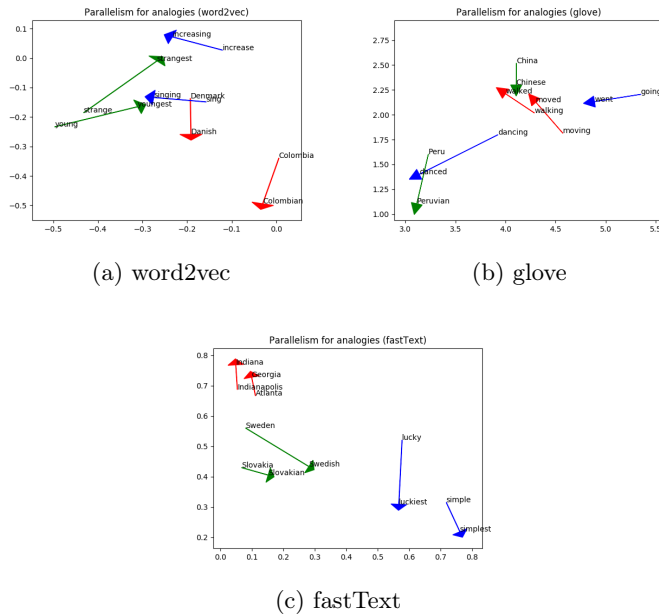 Parallelism for analogies (word2vec)
0.1
0.0
−0.1
−0.2
−0.3
−0.4
−0.5
−0.5
−0.4
−0.3
−0.2
−0.1
0.0
increasing
increase
strangest
singing
Denmark
sing
youngest
strange
young
Danish
Colombia
Colombian
(a) word2vec
Parallelism for analogies (glove)
2.75
2.50
2.25
2.00
1.75
1.50
1.25
1.00
3.0
3.5
4.0
4.5
5.0
5.5
China
Chinese
walked
moved
went
going
walking
dancing
moving
Peru
danced
Peruvian
(b) glove
Parallelism for analogies (fastText)
0.8
0.7
0.6
0.5
0.4
0.3
0.2
0.0
0.1
0.2
0.3
0.4
0.5
0.6
0.7
0.8
Indiana
Georgia
Indianapolis
Atlanta
Sweden
lucky
Slovakia
Swedish
Slovakian
luckiest
simple
simplest
(c) fastText